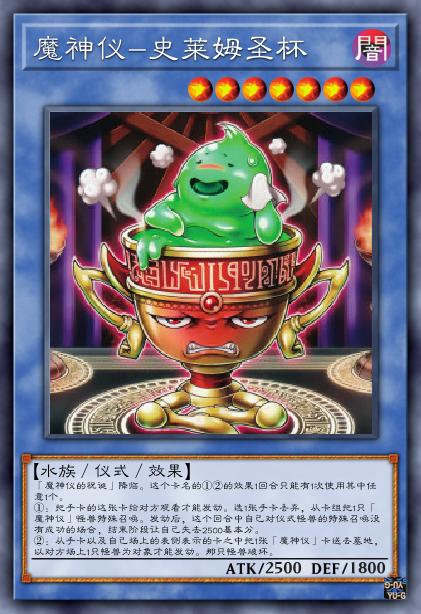 魔神仪-史莱姆圣杯
闇
【水族／仪式／效果】
「魔神仪的祝诞」降临。这个卡名的①②的效果1回合只能有1次使用其中任
意1个。
①：把手卡的这张卡给对方观看才能发动。选1张手卡丢弃，从卡组把1只「
魔神仪」怪兽特殊召唤。发动后，这个回合中自己对仪式怪兽的特殊召唤没
有成功的场合，结束阶段让自己失去2500基本分。
②：从手卡以及自己场上的表侧表示的卡之中把1张「魔神仪」卡送去墓地，
以对方场上1只怪兽为对象才能发动。那只怪兽破坏。
ATK/2500 DEF/1800